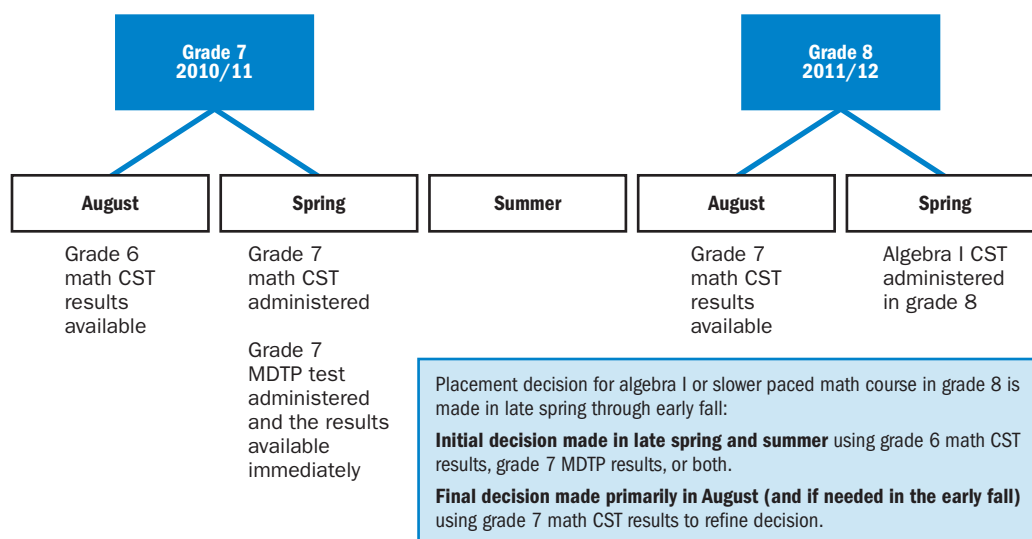 Grade 7
2010/11
Grade 8
2011/12
August
Spring
Summer
August
Spring
Grade 6
math CST
results
available
Grade 7
math CST
administered
Grade 7
MDTP test
administered
and the results
available
immediately
Grade 7
math CST
results
available
Algebra I CST
administered
in grade 8
Placement decision for algebra I or slower paced math course in grade 8 is
made in late spring through early fall:
Initial decision made in late spring and summer using grade 6 math CST
results, grade 7 MDTP results, or both.
Final decision made primarily in August (and if needed in the early fall)
using grade 7 math CST results to refine decision.